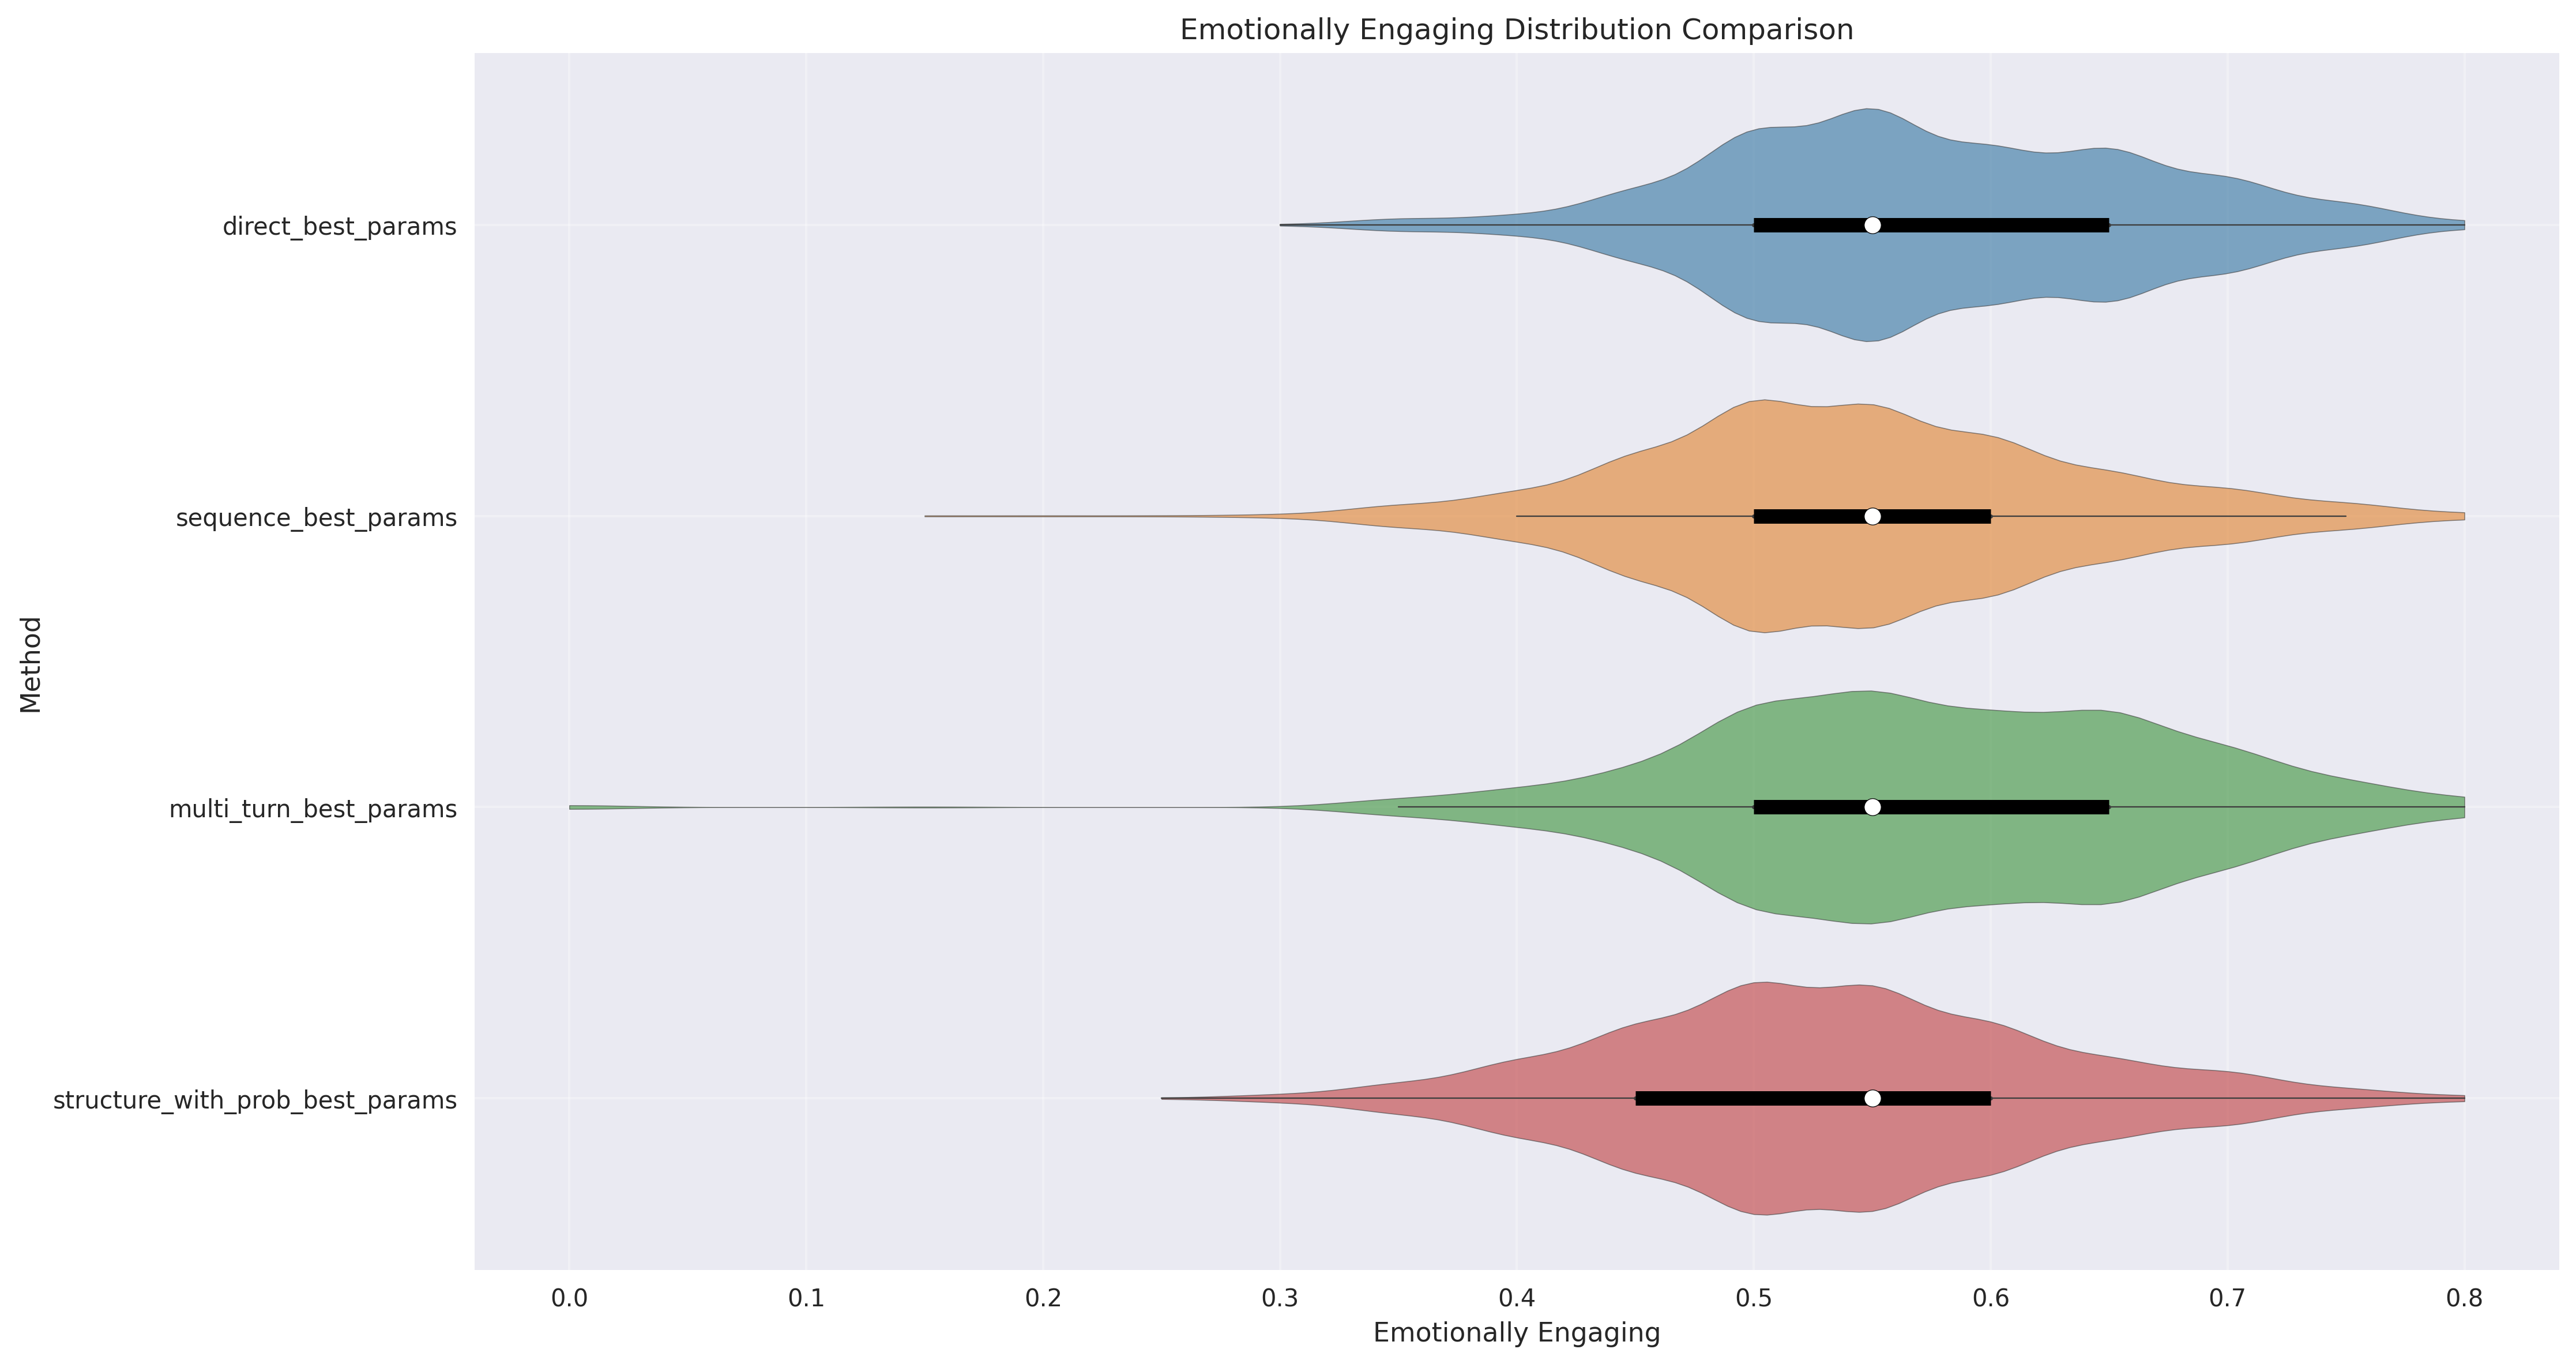 Emotionally Engaging Distribution Comparison
Method
direct_best_params
sequence_best_params
multi_turn_best_params
structure_with_prob_best_params
0.0 0.1 0.2 0.3 0.4 0.5 0.6 0.7 0.8
Emotionally Engaging